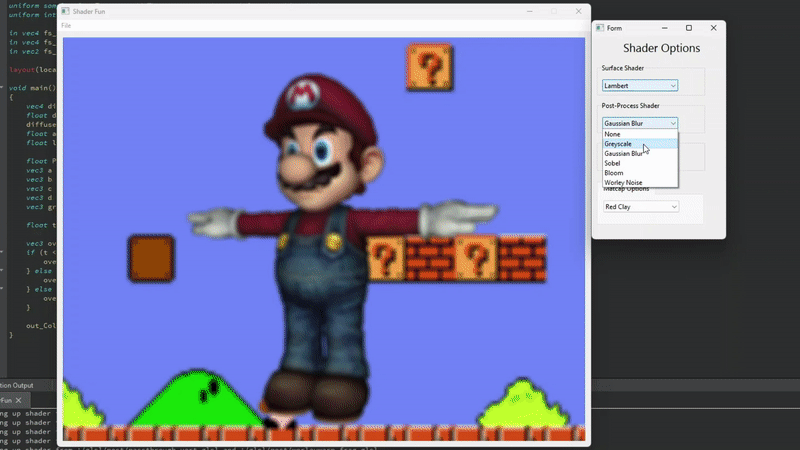 uniform som
uniform int
in vec4 fs_
in vec4 fs_
in vec2 fs_
layout(loca
void main()
{
vec4 di
float d
diffuse
float a
float l
float P
vec3 a
vec3 b
vec3 c
vec3 d
vec3 gr
float t
vec3 ov
if (t <
ove
} else
ove
} else
ove
}
out_Col
}
tion Output
Fun
ng up shader
ng up shader
ng up shader
Shader Fun
File
M
?
?
?
Form
Shader Options
Surface Shader
Lambert
Post-Process Shader
Gaussian Blur
None
Greyscale
Gaussian Blur
Sobel
Bloom
Worley Noise
Matcap Options
Red Clay